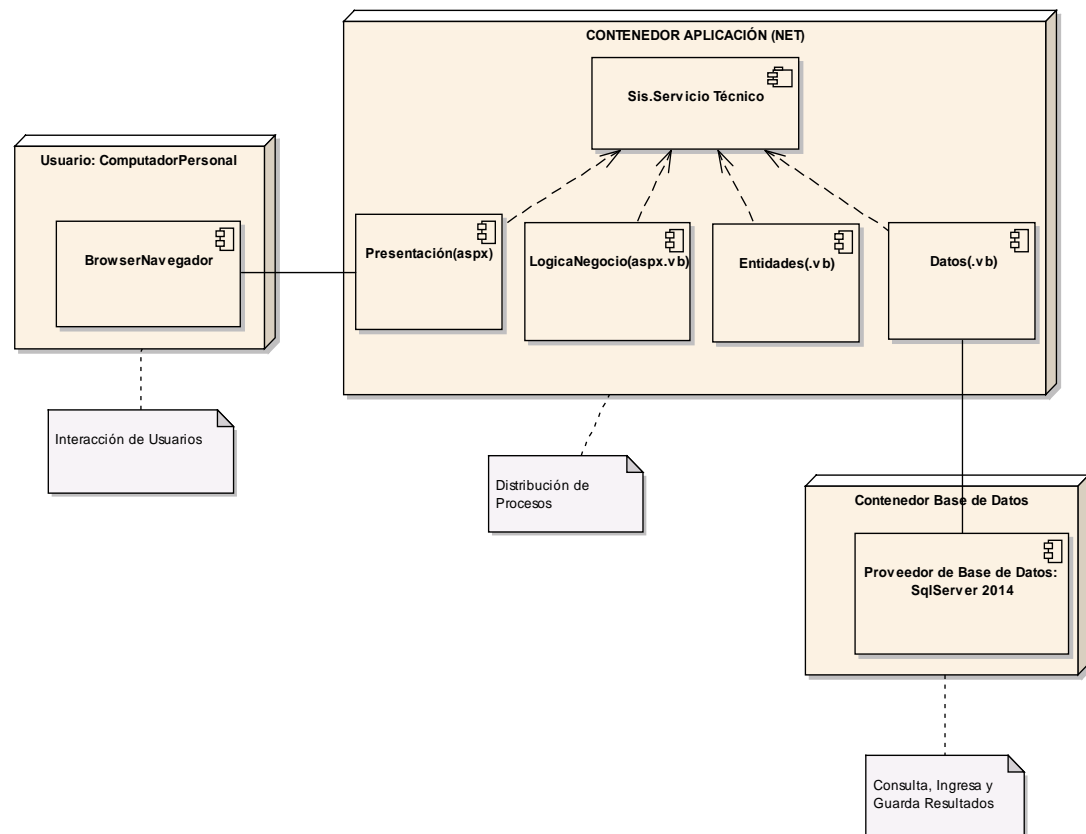 CONTENEDOR APLICACIÓN (NET)
Sis.Servicio Técnico
Usuario: ComputadorPersonal
BrowserNavegador
Presentación(aspx)
LogicaNegocio(aspx.vb)
Entidades(.vb)
Datos(.vb)
Interacción de Usuarios
Distribución de
Procesos
Contenedor Base de Datos
Proveedor de Base de Datos:
SqlServer 2014
Consulta, Ingresa y
Guarda Resultados